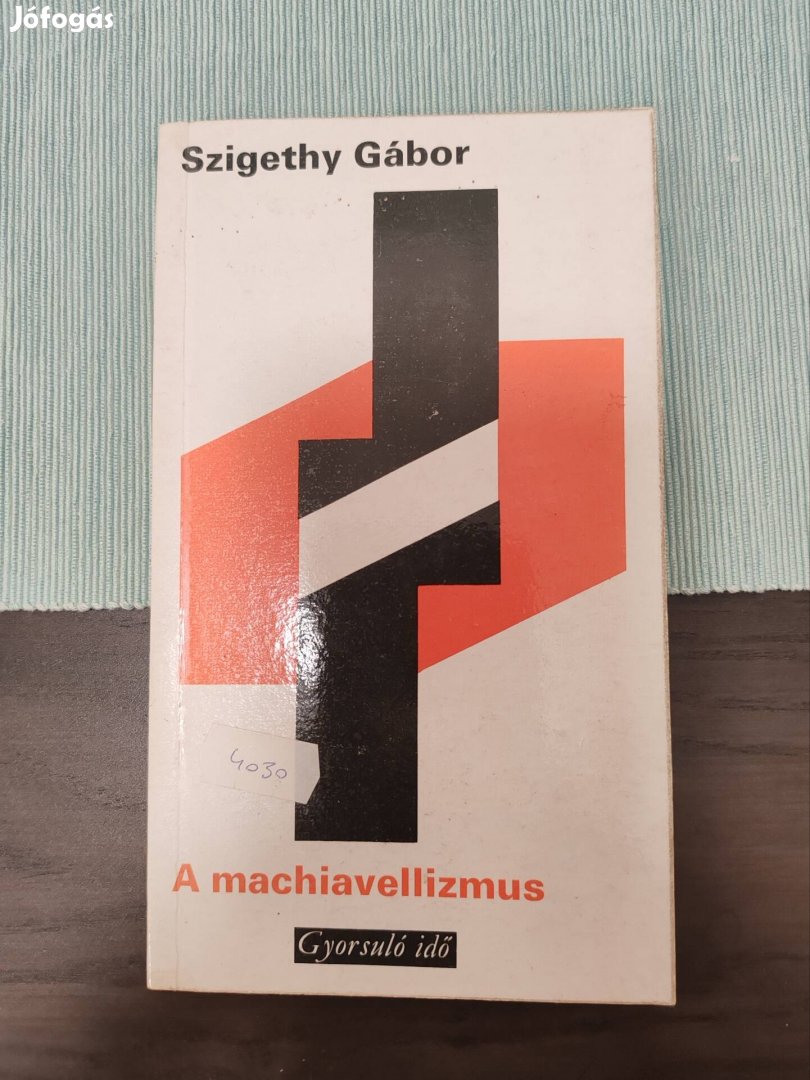 Jófogás
Szigethy Gábor
4030
A machiavellizmus
Gyorsuló idő